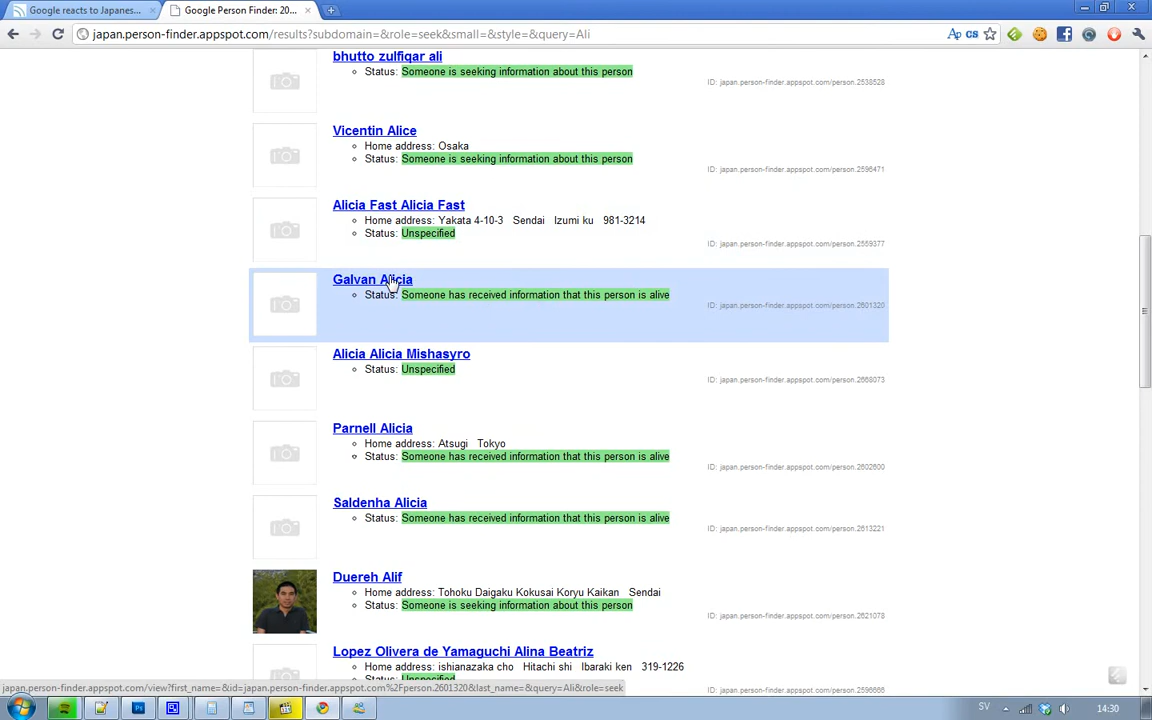 Google reacts to Japanes...
Google Person Finder: 20...
japan.person-finder.appspot.com/results?subdomain=&role=seek&small=&style=&query=Ali
bhutto zulfiqar ali
Status: Someone is seeking information about this person
ID: japan.person-finder.appspot.com/person.2538528
Vicentin Alice
Home address: Osaka
Status: Someone is seeking information about this person
ID: japan.person-finder.appspot.com/person.2596471
Alicia Fast Alicia Fast
Home address: Yakata 4-10-3 Sendai Izumi ku 981-3214
Status: Unspecified
ID: japan.person-finder.appspot.com/person.2559377
Galvan Alicia
Status: Someone has received information that this person is alive
ID: japan.person-finder.appspot.com/person.2601320
Alicia Alicia Mishasyro
Status: Unspecified
ID: japan.person-finder.appspot.com/person.2668073
Parnell Alicia
Home address: Atsugi Tokyo
Status: Someone has received information that this person is alive
ID: japan.person-finder.appspot.com/person.2602600
Saldenha Alicia
Status: Someone has received information that this person is alive
ID: japan.person-finder.appspot.com/person.2613221
Duereh Alif
Home address: Tohoku Daigaku Kokusai Koryu Kaikan Sendai
Status: Someone is seeking information about this person
ID: japan.person-finder.appspot.com/person.2621078
Lopez Olivera de Yamaguchi Alina Beatriz
Home address: ishianazaka cho Hitachi shi Ibaraki ken 319-1226
Status: Unspecified
ID: japan.person-finder.appspot.com/person.2596666
japan.person-finder.appspot.com/view?first_name=&id=japan.person-finder.appspot.com%2Fperson.2601320&last_name=&query=Ali&role=seek
SV
14:30